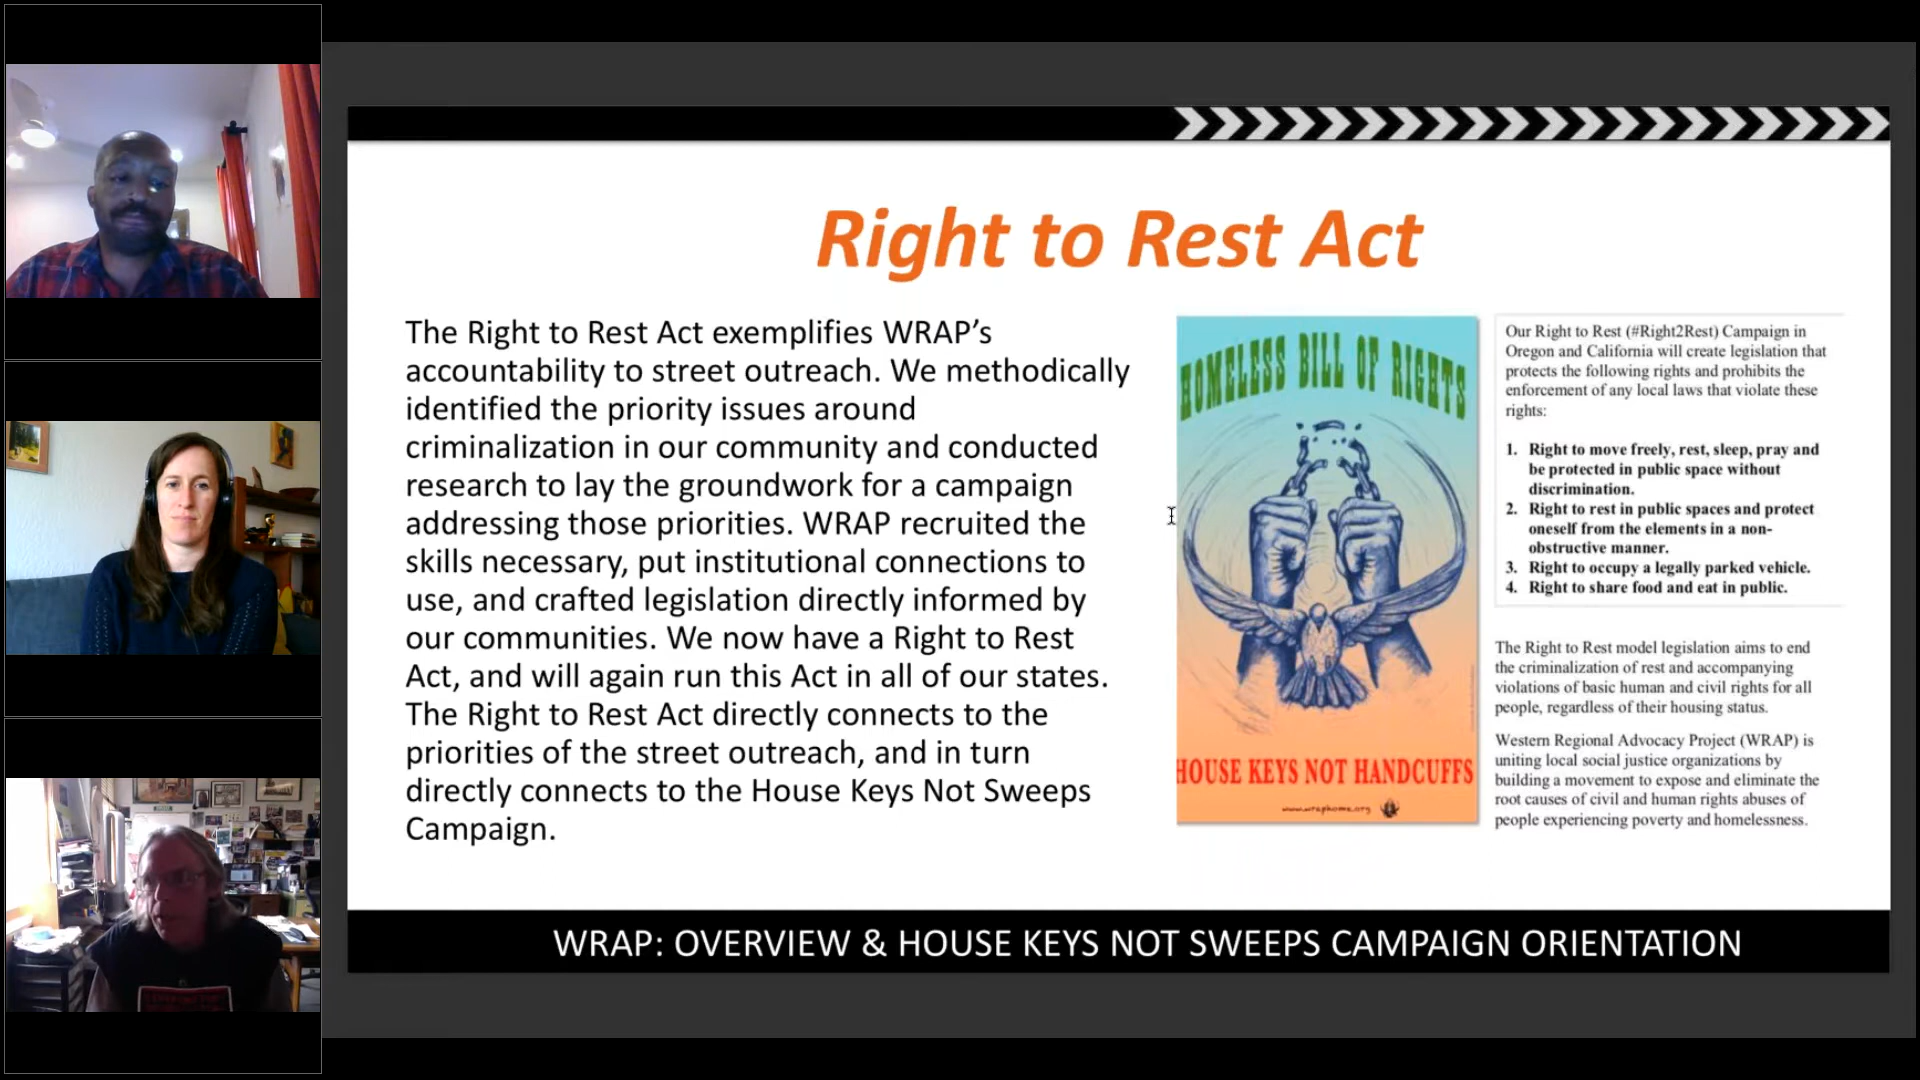 Right to Rest Act
The Right to Rest Act exemplifies WRAP’s
accountability to street outreach. We methodically
identified the priority issues around
criminalization in our community and conducted
research to lay the groundwork for a campaign
addressing those priorities. WRAP recruited the
skills necessary, put institutional connections to
use, and crafted legislation directly informed by
our communities. We now have a Right to Rest
Act, and will again run this Act in all of our states.
The Right to Rest Act directly connects to the
priorities of the street outreach, and in turn
directly connects to the House Keys Not Sweeps
Campaign.
HOMELESS BILL OF RIGHTS
HOUSE KEYS NOT HANDCUFFS
www.wraphome.org
Our Right to Rest (#Right2Rest) Campaign in
Oregon and California will create legislation that
protects the following rights and prohibits the
enforcement of any local laws that violate these
rights:
1. Right to move freely, rest, sleep, pray and
be protected in public space without
discrimination.
2. Right to rest in public spaces and protect
oneself from the elements in a non-
obstructive manner.
3. Right to occupy a legally parked vehicle.
4. Right to share food and eat in public.
The Right to Rest model legislation aims to end
the criminalization of rest and accompanying
violations of basic human and civil rights for all
people, regardless of their housing status.
Western Regional Advocacy Project (WRAP) is
uniting local social justice organizations by
building a movement to expose and eliminate the
root causes of civil and human rights abuses of
people experiencing poverty and homelessness.
WRAP: OVERVIEW & HOUSE KEYS NOT SWEEPS CAMPAIGN ORIENTATION